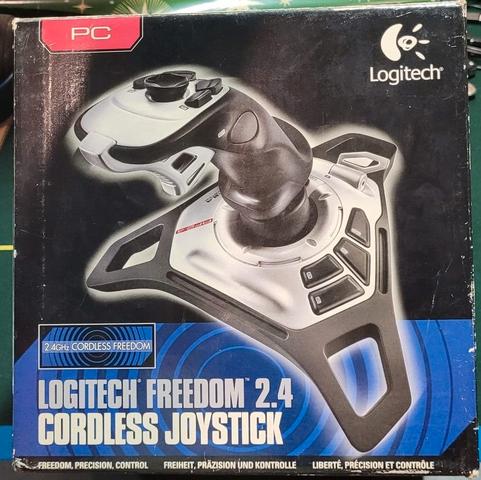 PC
Logitech®
2.4GHz CORDLESS FREEDOM
LOGITECH® FREEDOM™ 2.4
CORDLESS JOYSTICK
FREEDOM, PRECISION, CONTROL FREIHEIT, PRÄZISION UND KONTROLLE LIBERTÉ, PRÉCISION ET CONTRÔLE